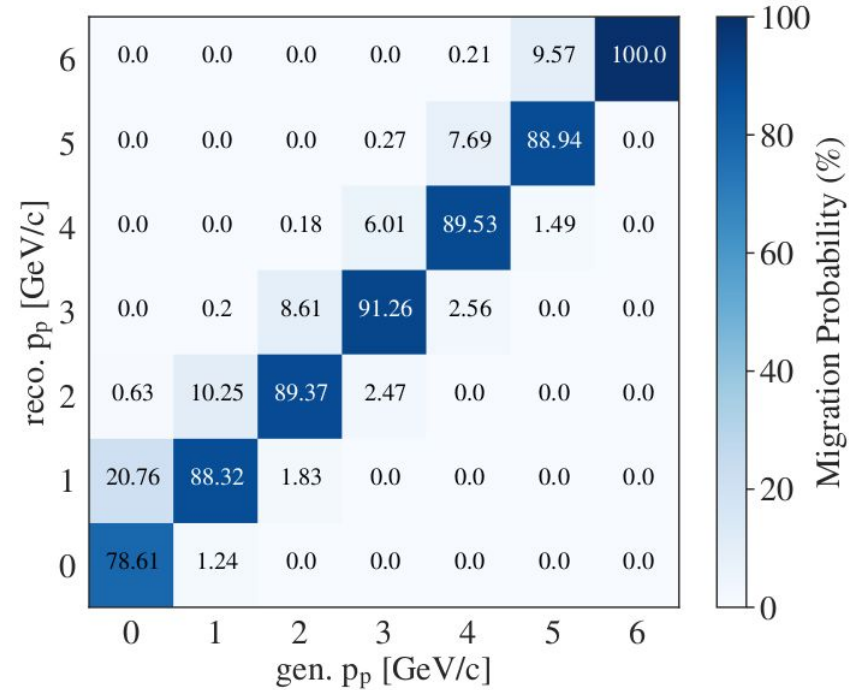 6 0.0 0.0 0.0 0.0 0.21 9.57 100.0
5 0.0 0.0 0.0 0.27 7.69 88.94 0.0
4 0.0 0.0 0.18 6.01 89.53 1.49 0.0
3 0.0 0.2 8.61 91.26 2.56 0.0 0.0
2 0.63 10.25 89.37 2.47 0.0 0.0 0.0
1 20.76 88.32 1.83 0.0 0.0 0.0 0.0
0 78.61 1.24 0.0 0.0 0.0 0.0 0.0
0 1 2 3 4 5 6
gen. pp [GeV/c]
reco. pp [GeV/c]
100
80
60
40
20
0
Migration Probability (%)